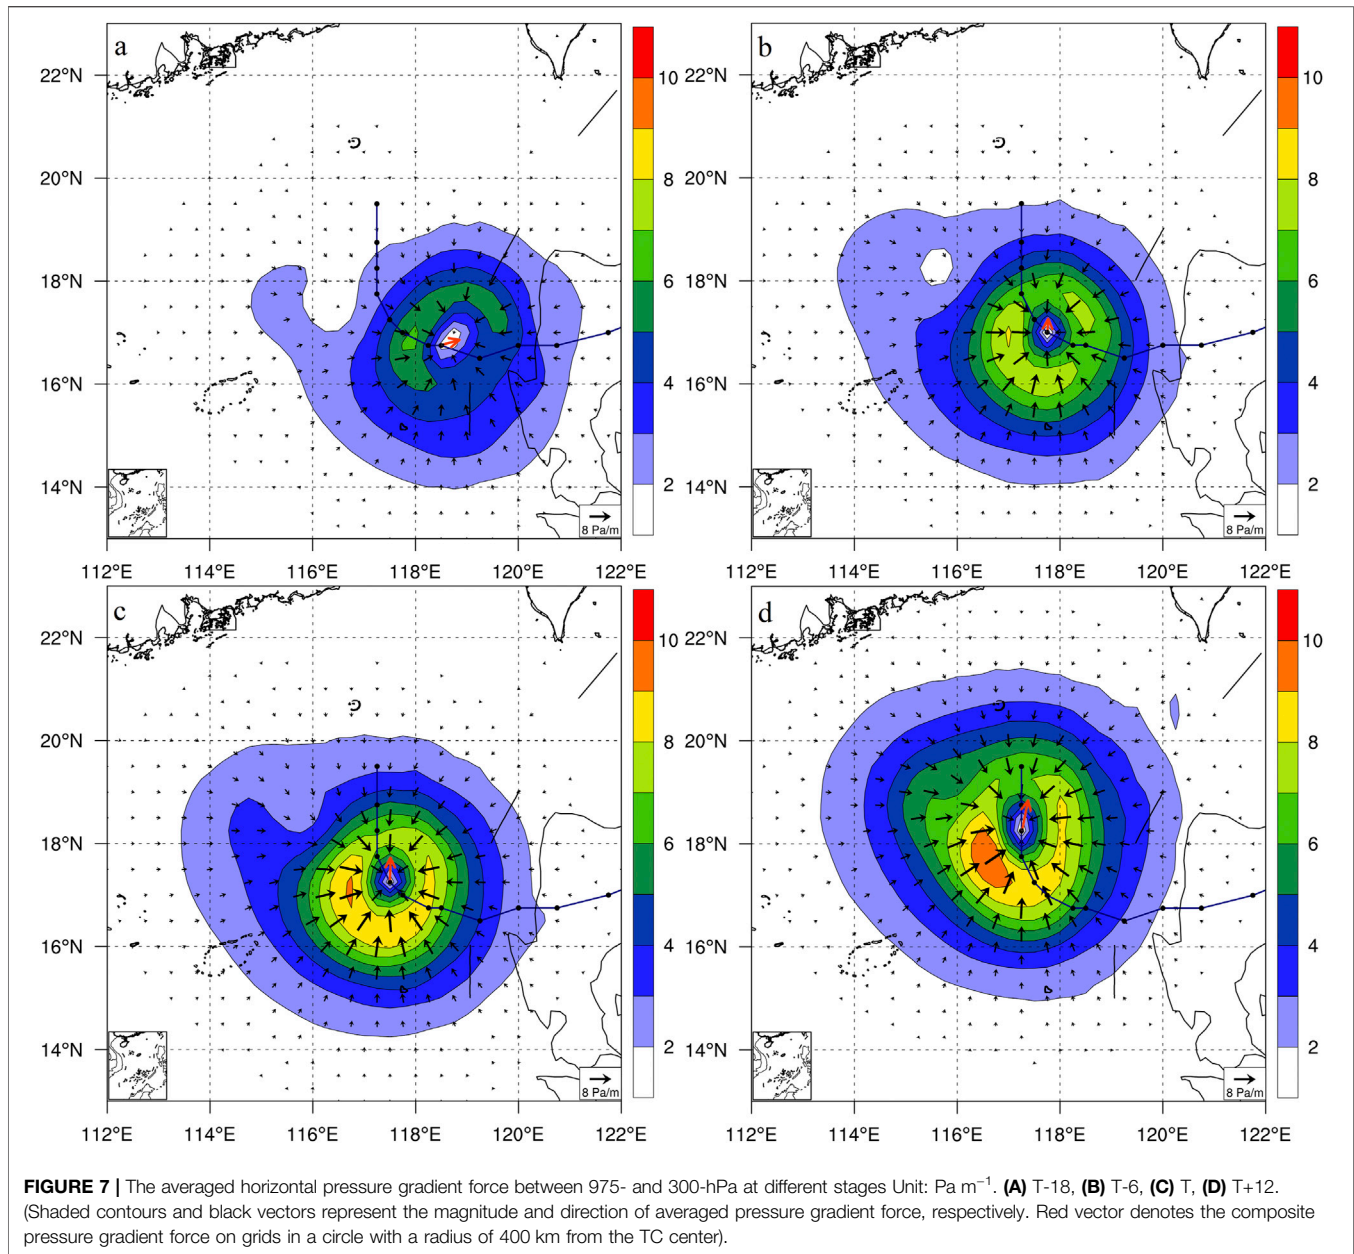 a
22°N
20°N
18°N
16°N
14°N
112°E 114°E 116°E 118°E 120°E 122°E
10
8
6
4
2
8 Pa/m
b
22°N
20°N
18°N
16°N
14°N
112°E 114°E 116°E 118°E 120°E 122°E
10
8
6
4
2
8 Pa/m
c
22°N
20°N
18°N
16°N
14°N
112°E 114°E 116°E 118°E 120°E 122°E
10
8
6
4
2
8 Pa/m
d
22°N
20°N
18°N
16°N
14°N
112°E 114°E 116°E 118°E 120°E 122°E
10
8
6
4
2
8 Pa/m
FIGURE 7 | The averaged horizontal pressure gradient force between 975- and 300-hPa at different stages Unit: Pa m⁻¹. (A) T-18, (B) T-6, (C) T, (D) T+12.
(Shaded contours and black vectors represent the magnitude and direction of averaged pressure gradient force, respectively. Red vector denotes the composite
pressure gradient force on grids in a circle with a radius of 400 km from the TC center).